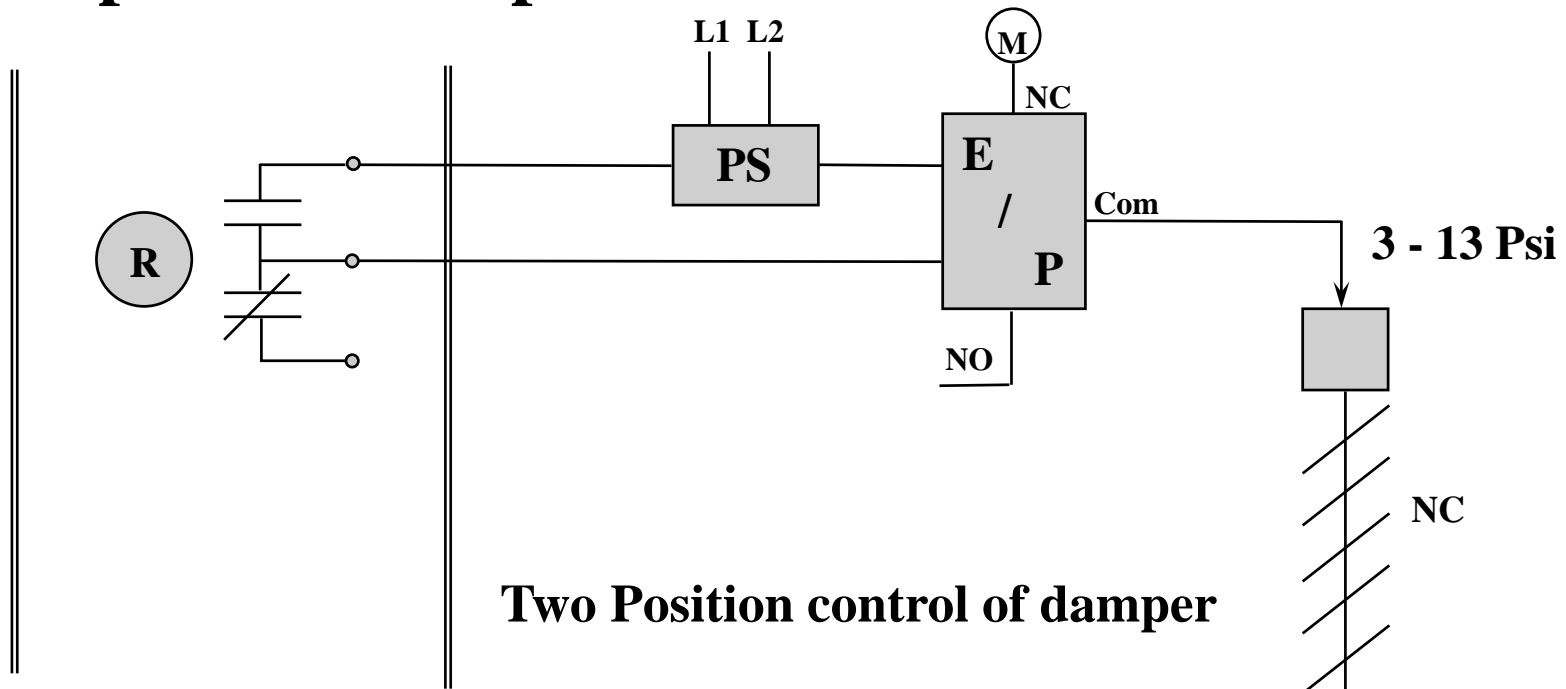 L1 L2
M
NC
E
/
P
PS
Com
3 - 13 Psi
R
NO
NC
Two Position control of damper